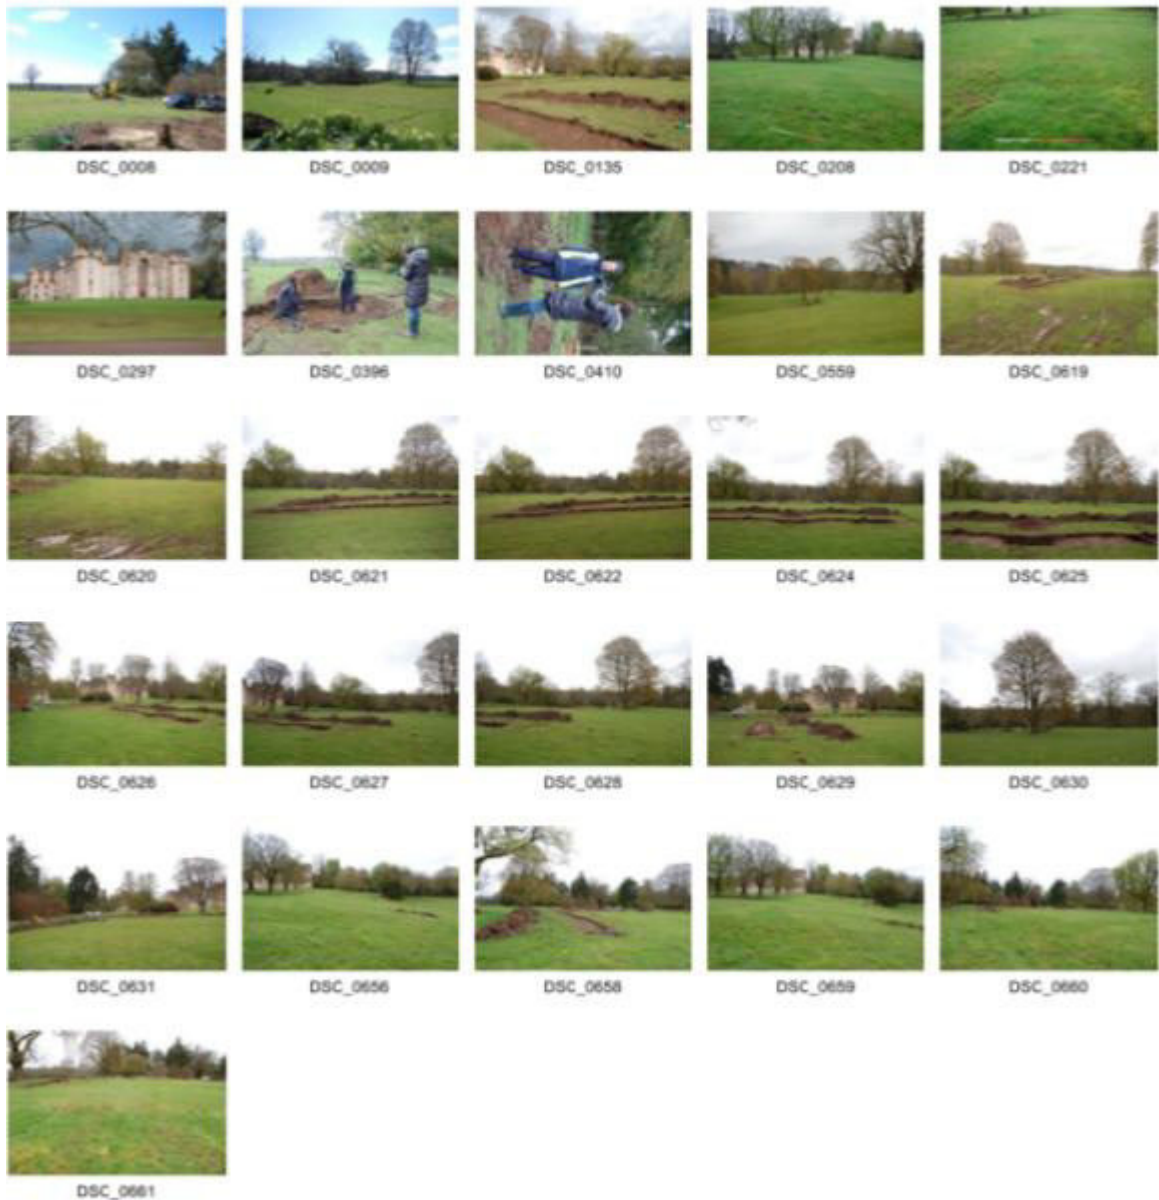 DSC_0008 DSC_0009 DSC_0135 DSC_0208 DSC_0221
DSC_0297 DSC_0396 DSC_0410 DSC_0559 DSC_0619
DSC_0620 DSC_0621 DSC_0622 DSC_0624 DSC_0625
DSC_0626 DSC_0627 DSC_0628 DSC_0629 DSC_0630
DSC_0631 DSC_0656 DSC_0658 DSC_0659 DSC_0660
DSC_0661